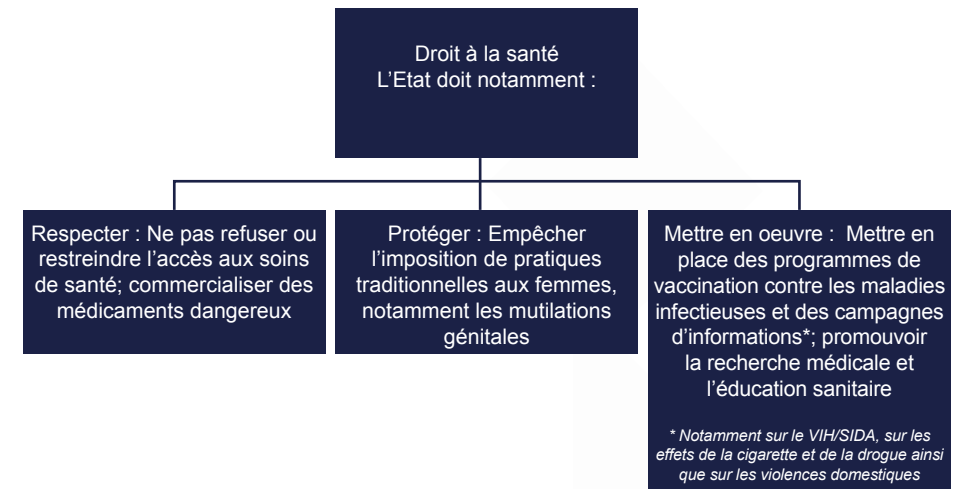 Droit à la santé
L’Etat doit notamment :
Respecter : Ne pas refuser ou
restreindre l’accès aux soins
de santé; commercialiser des
médicaments dangereux
Protéger : Empêcher
l’imposition de pratiques
traditionnelles aux femmes,
notamment les mutilations
génitales
Mettre en oeuvre :  Mettre en
place des programmes de
vaccination contre les maladies
infectieuses et des campagnes
d’informations*; promouvoir
la recherche médicale et
l’éducation sanitaire
* Notamment sur le VIH/SIDA, sur les
effets de la cigarette et de la drogue ainsi
que sur les violences domestiques